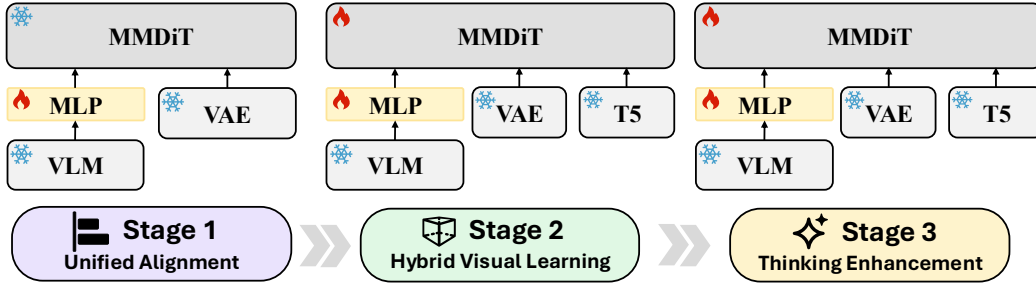 MMDiT
MLP
VAE
VLM
Stage 1
Unified Alignment
MMDiT
MLP
VAE
T5
VLM
Stage 2
Hybrid Visual Learning
MMDiT
MLP
VAE
T5
VLM
Stage 3
Thinking Enhancement